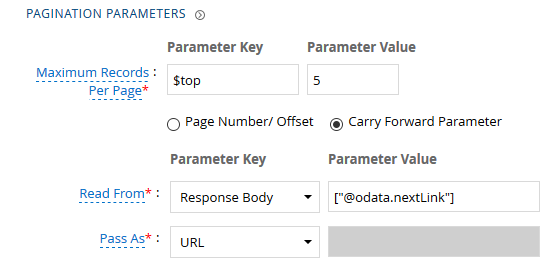 PAGINATION PARAMETERS
Parameter Key Parameter Value
Maximum Records Per Page* : $top 5
Page Number/ Offset Carry Forward Parameter
Parameter Key Parameter Value
Read From* : Response Body ["@odata.nextLink"]
Pass As* : URL